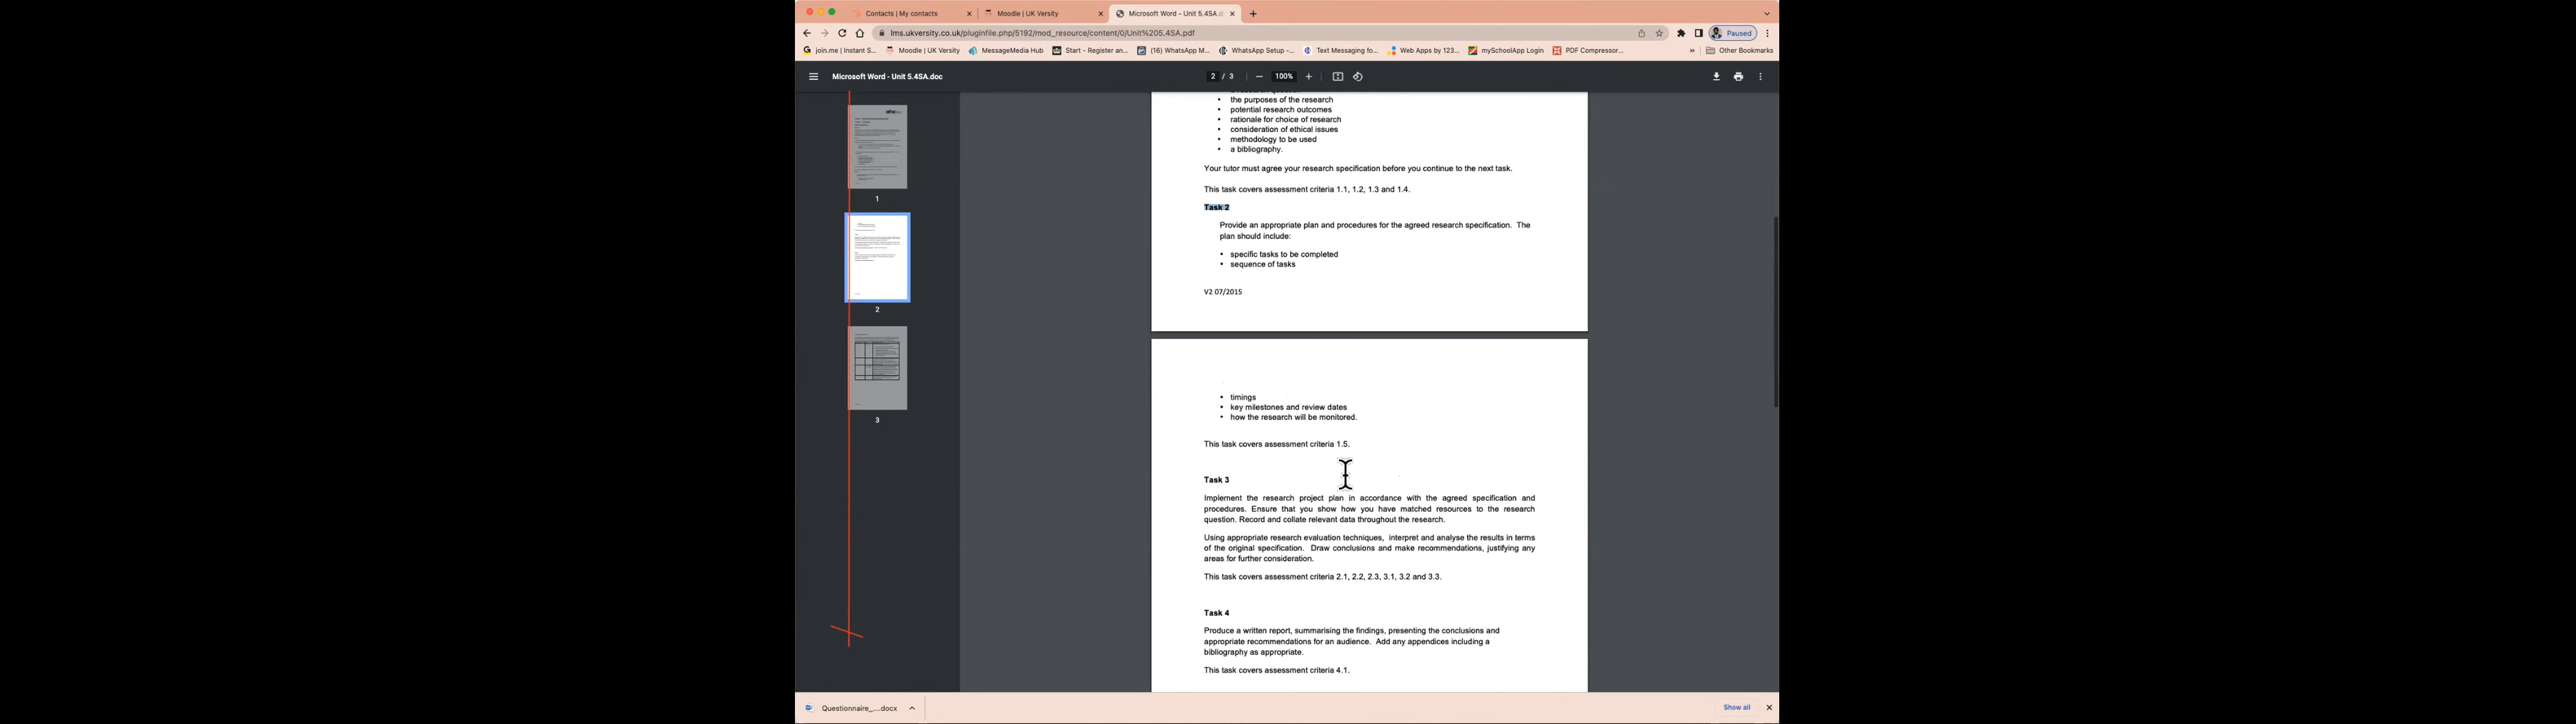 Contacts | My contacts
Moodle | UK Versity
Microsoft Word - Unit 5.4SA.d
lms.ukversity.co.uk/pluginfile.php/5192/mod_resource/content/0/Unit%205.4SA.pdf
Paused
join.me | Instant S...
Moodle | UK Versity
MessageMedia Hub
Start - Register an...
(16) WhatsApp M...
WhatsApp Setup -...
Text Messaging fo...
Web Apps by 123...
mySchoolApp Login
PDF Compressor...
»
Other Bookmarks
Microsoft Word - Unit 5.4SA.doc
2 / 3
100%
1
2
3
• the purposes of the research
• potential research outcomes
• rationale for choice of research
• consideration of ethical issues
• methodology to be used
• a bibliography.
Your tutor must agree your research specification before you continue to the next task.
This task covers assessment criteria 1.1, 1.2, 1.3 and 1.4.
Task 2
Provide an appropriate plan and procedures for the agreed research specification. The
plan should include:
• specific tasks to be completed
• sequence of tasks
V2 07/2015
• timings
• key milestones and review dates
• how the research will be monitored.
This task covers assessment criteria 1.5.
Task 3
Implement the research project plan in accordance with the agreed specification and
procedures. Ensure that you show how you have matched resources to the research
question. Record and collate relevant data throughout the research.
Using appropriate research evaluation techniques, interpret and analyse the results in terms
of the original specification. Draw conclusions and make recommendations, justifying any
areas for further consideration.
This task covers assessment criteria 2.1, 2.2, 2.3, 3.1, 3.2 and 3.3.
Task 4
Produce a written report, summarising the findings, presenting the conclusions and
appropriate recommendations for an audience. Add any appendices including a
bibliography as appropriate.
This task covers assessment criteria 4.1.
Questionnaire_....docx
Show all